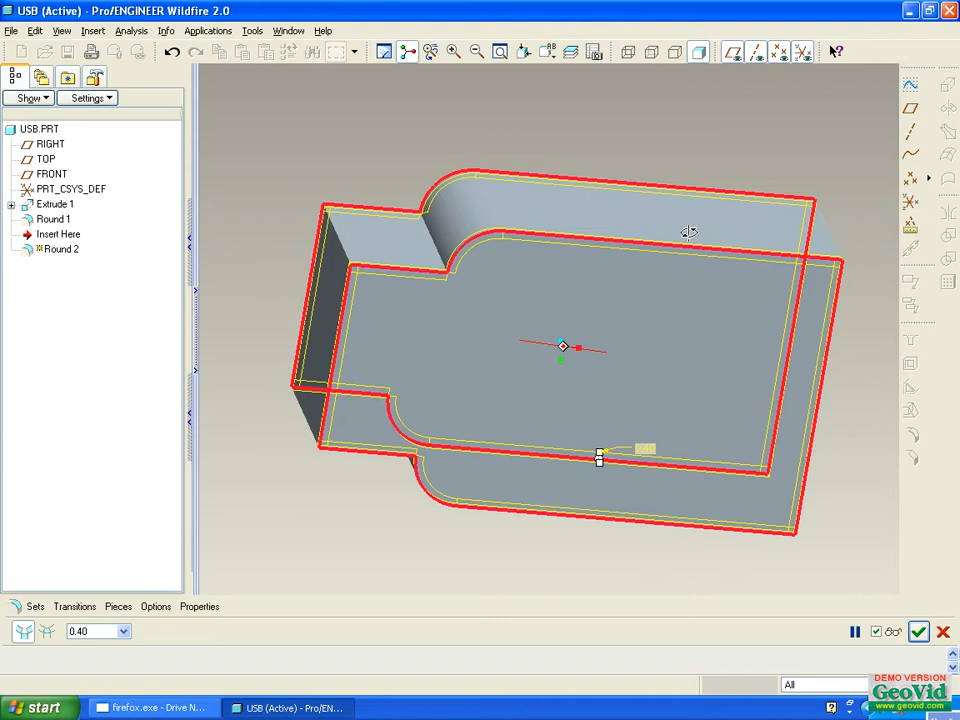 USB (Active) - Pro/ENGINEER Wildfire 2.0
File Edit View Insert Analysis Info Applications Tools Window Help
Show Settings
USB.PRT
RIGHT
TOP
FRONT
PRT_CSYS_DEF
Extrude 1
Round 1
Insert Here
Round 2
0.40
Sets Transitions Pieces Options Properties
0.40
All
DEMO VERSION
GeoVid
www.geovid.com
start firefox.exe - Drive N... USB (Active) - Pro/EN...